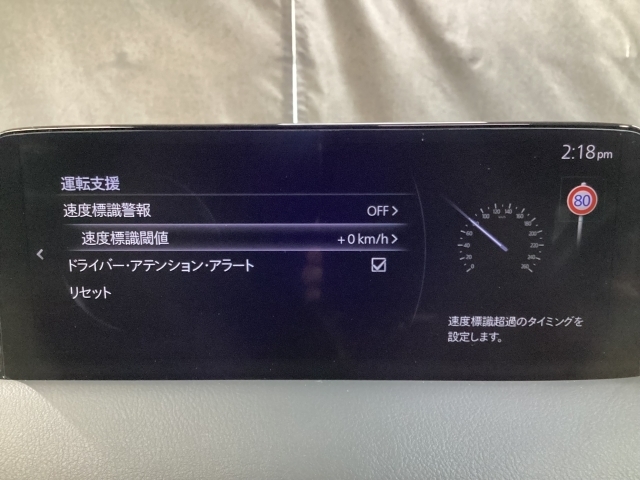 2:18pm
運転支援
速度標識警報 OFF
速度標識閾値 +0 km/h
ドライバー・アテンション・アラート
リセット
80
速度標識超過のタイミングを
設定します。